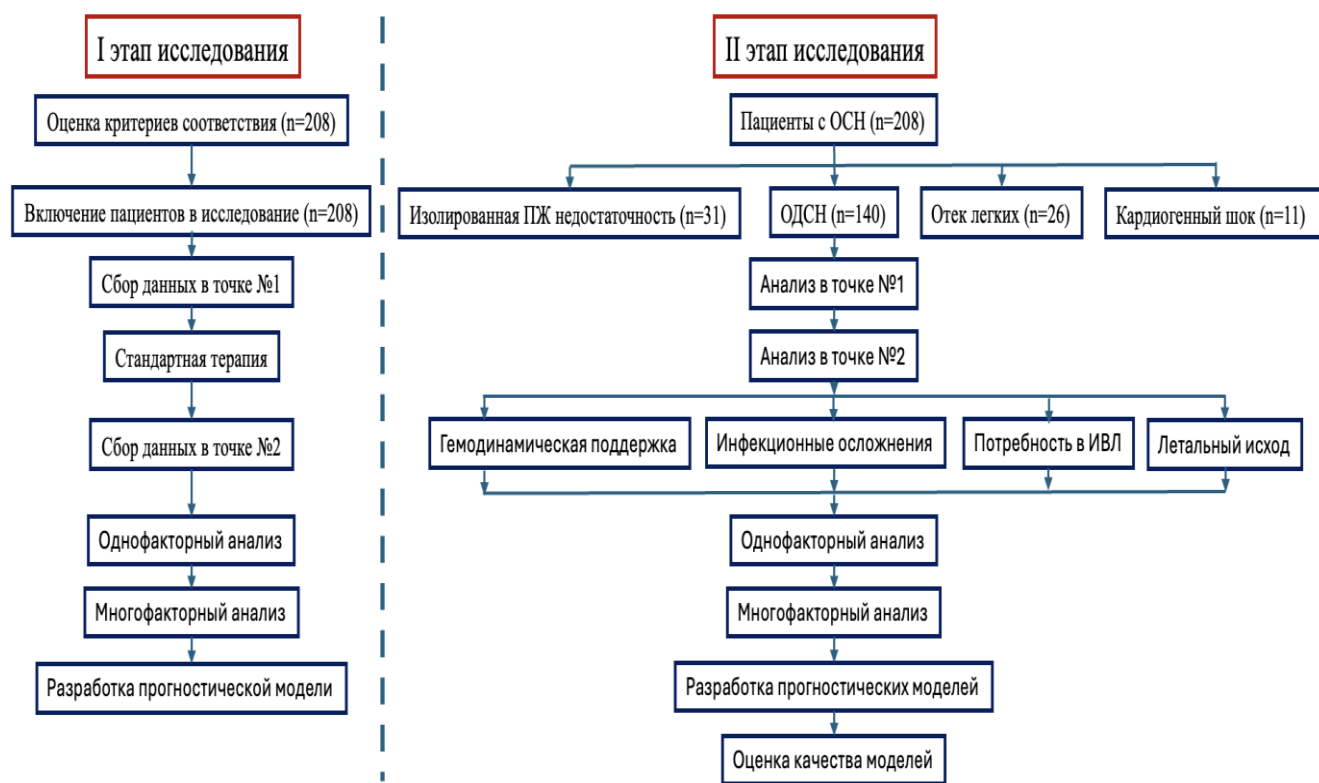 I этап исследования
Оценка критериев соответствия (n=208)
Включение пациентов в исследование (n=208)
Сбор данных в точке №1
Стандартная терапия
Сбор данных в точке №2
Однофакторный анализ
Многофакторный анализ
Разработка прогностической модели
II этап исследования
Пациенты с ОСН (n=208)
Изолированная ПЖ недостаточность (n=31)
ОДСН (n=140)
Отек легких (n=26)
Кардиогенный шок (n=11)
Анализ в точке №1
Анализ в точке №2
Гемодинамическая поддержка
Инфекционные осложнения
Потребность в ИВЛ
Летальный исход
Однофакторный анализ
Многофакторный анализ
Разработка прогностических моделей
Оценка качества моделей